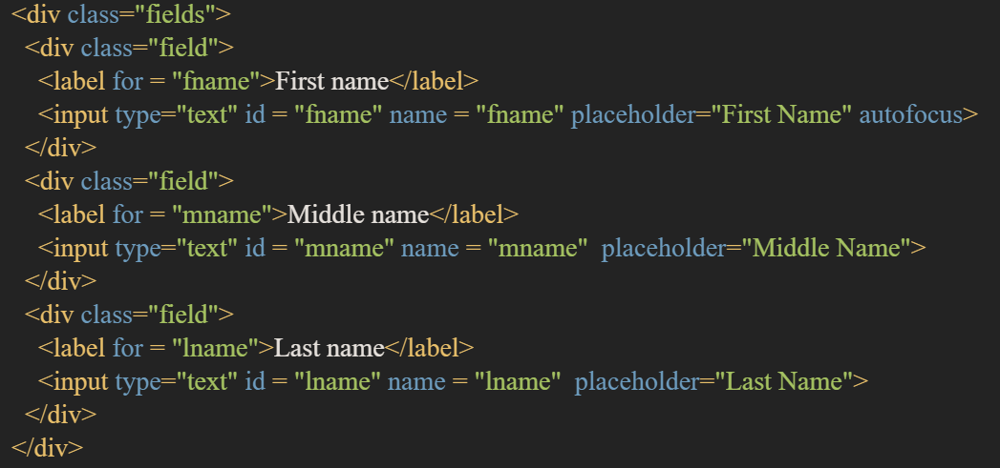 <div class="fields">
<div class="field">
<label for = "fname">First name</label>
<input type="text" id = "fname" name = "fname" placeholder="First Name" autofocus>
</div>
<div class="field">
<label for = "mname">Middle name</label>
<input type="text" id = "mname" name = "mname"  placeholder="Middle Name">
</div>
<div class="field">
<label for = "lname">Last name</label>
<input type="text" id = "lname" name = "lname"  placeholder="Last Name">
</div>
</div>